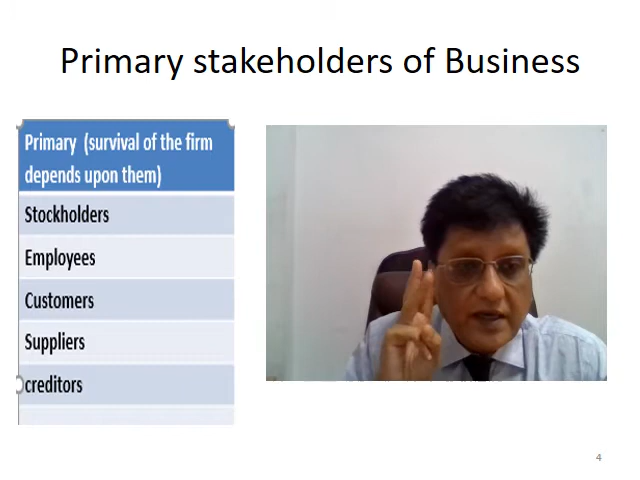 Primary stakeholders of Business
Primary (survival of the firm
depends upon them)
Stockholders
Employees
Customers
Suppliers
creditors
4